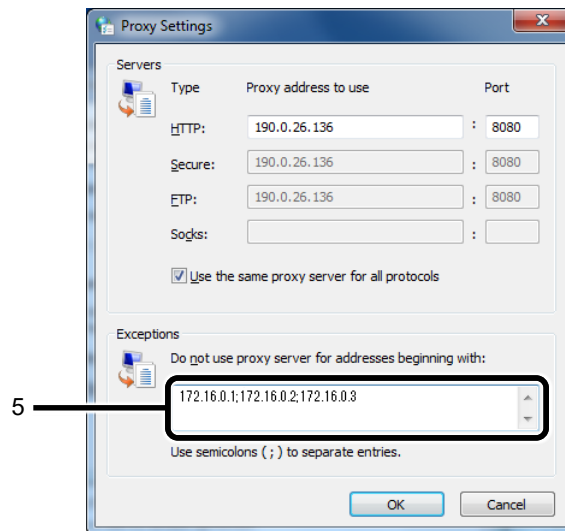 Proxy Settings
Servers
Type Proxy address to use Port
HTTP: 190.0.26.136 : 8080
Secure: 190.0.26.136 : 8080
FTP: 190.0.26.136 : 8080
Socks: :
Use the same proxy server for all protocols
Exceptions
Do not use proxy server for addresses beginning with:
5 172.16.0.1;172.16.0.2;172.16.0.3
Use semicolons ( ; ) to separate entries.
OK Cancel